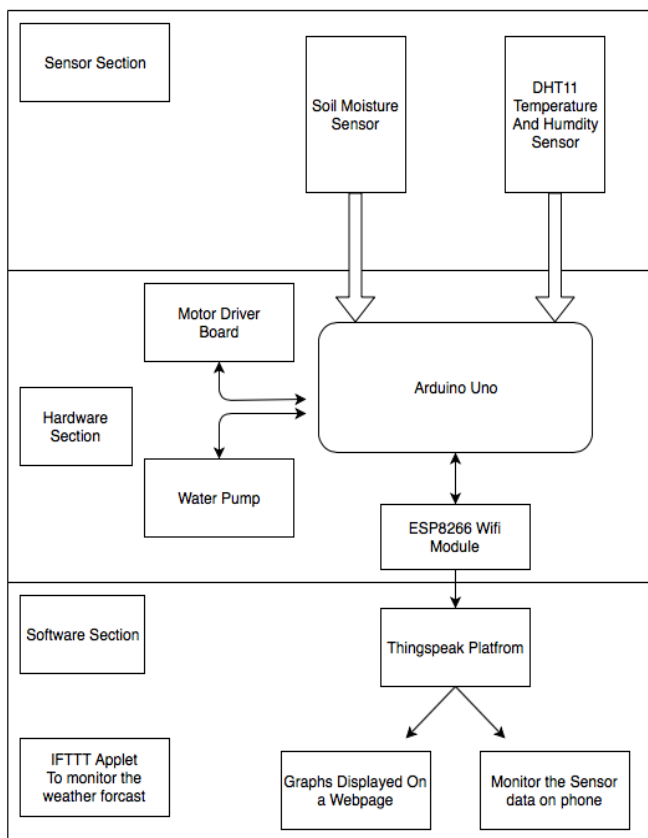 Sensor Section
Soil Moisture
Sensor
DHT11
Temperature
And Humdity
Sensor
Motor Driver
Board
Arduino Uno
Hardware
Section
Water Pump
ESP8266 Wifi
Module
Software Section
Thingspeak Platfrom
IFTTT Applet
To monitor the
weather forcast
Graphs Displayed On
a Webpage
Monitor the Sensor
data on phone